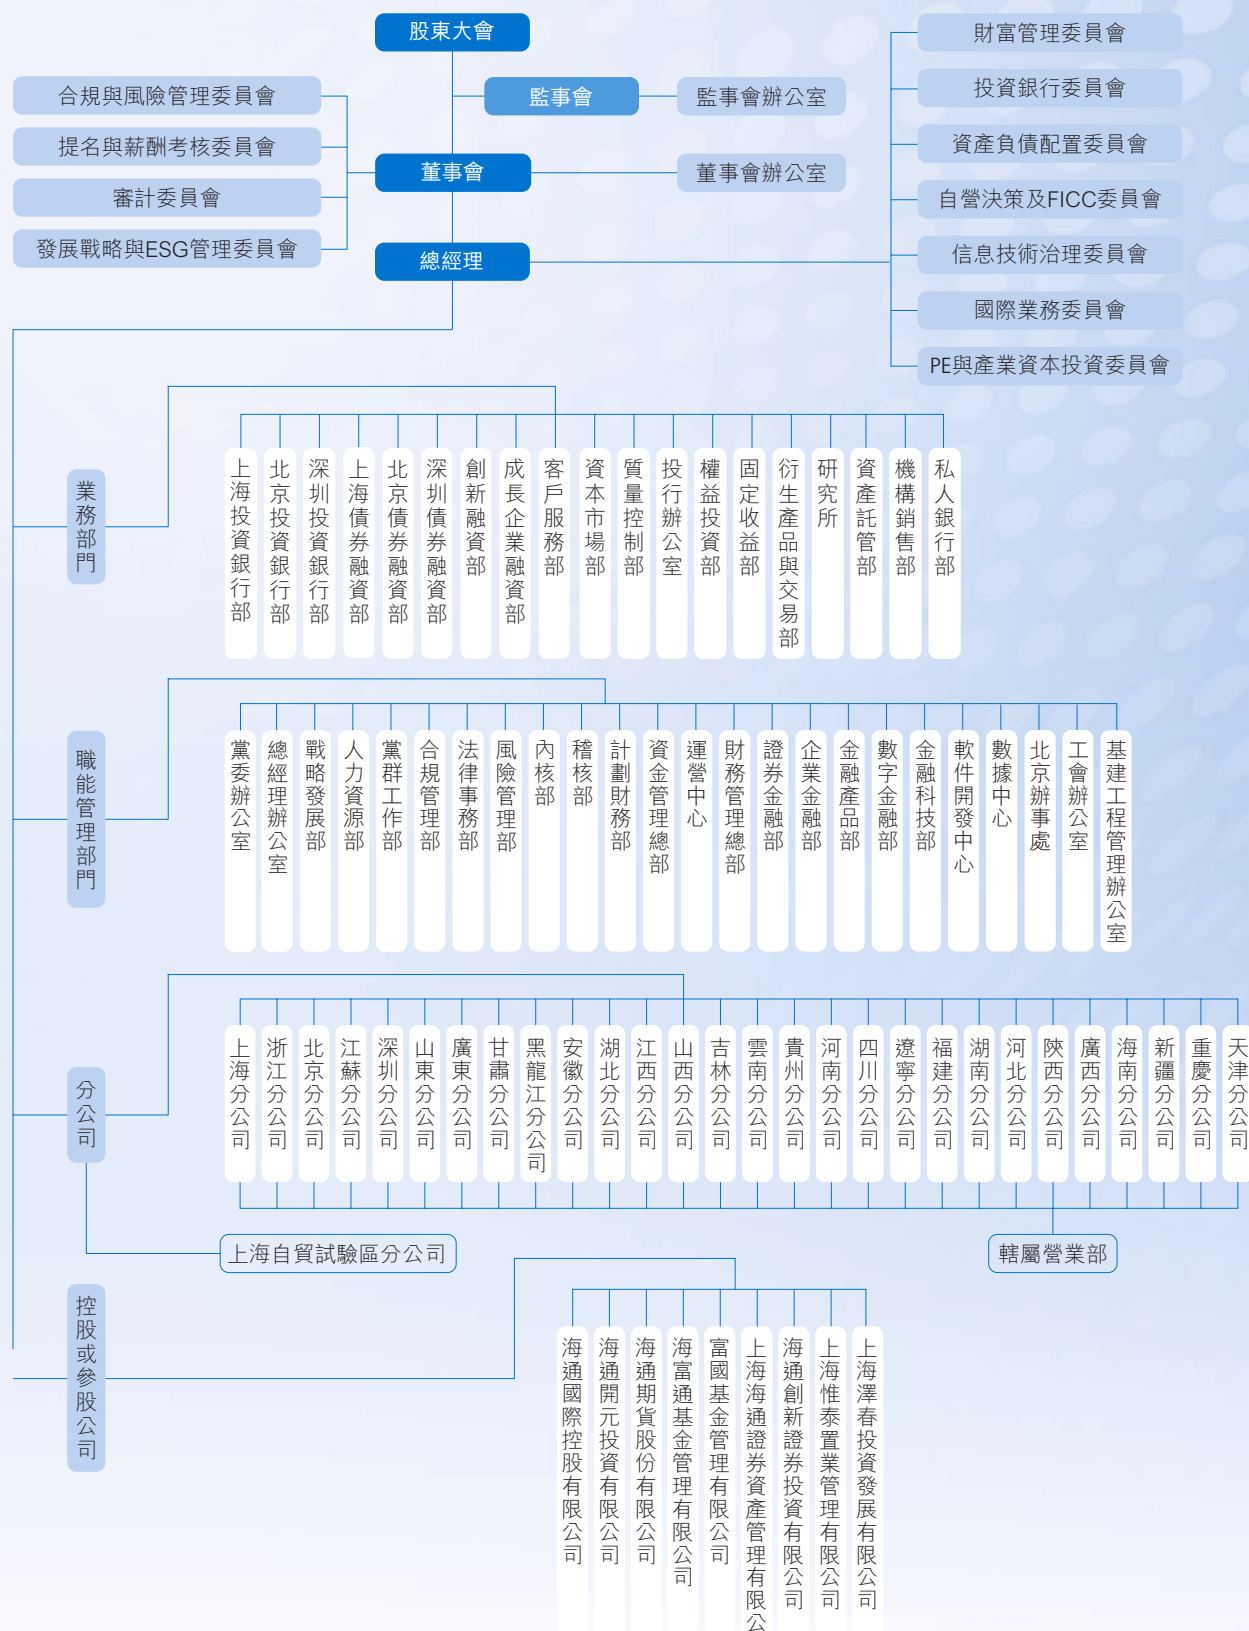 股東大會
監事會
監事會辦公室
董事會
董事會辦公室
總經理
合規與風險管理委員會
提名與薪酬考核委員會
審計委員會
發展戰略與ESG管理委員會
財富管理委員會
投資銀行委員會
資產負債配置委員會
自營決策及FICC委員會
信息技術治理委員會
國際業務委員會
PE與產業資本投資委員會
業務部門
上海投資銀行部
北京投資銀行部
深圳投資銀行部
上海債券融資部
北京債券融資部
深圳債券融資部
創新融資部
成長企業融資部
客戶服務部
資本市場部
質量控制部
投行辦公室
權益投資部
固定收益部
衍生產品與交易部
研究所
資產託管部
機構銷售部
私人銀行部
職能管理部門
黨委辦公室
總經理辦公室
戰略發展部
人力資源部
黨群工作部
合規管理部
法律事務部
風險管理部
內核部
稽核部
計劃財務部
資金管理總部
運營中心
財務管理總部
證券金融部
企業金融部
金融產品部
數字金融部
金融科技部
軟件開發中心
數據中心
北京辦事處
工會辦公室
基建工程管理辦公室
分公司
上海分公司
浙江分公司
北京分公司
江蘇分公司
深圳分公司
山東分公司
廣東分公司
甘肅分公司
黑龍江分公司
安徽分公司
湖北分公司
江西分公司
山西分公司
吉林分公司
雲南分公司
貴州分公司
河南分公司
四川分公司
遼寧分公司
福建分公司
湖南分公司
河北分公司
陝西分公司
廣西分公司
海南分公司
新疆分公司
重慶分公司
天津分公司
上海自貿試驗區分公司
轄屬營業部
控股或參股公司
海通國際控股有限公司
海通開元投資有限公司
海通期貨股份有限公司
海富通基金管理有限公司
富國基金管理有限公司
上海海通證券資產管理有限公
海通創新證券投資有限公司
上海惟泰置業管理有限公司
上海澤春投資發展有限公司